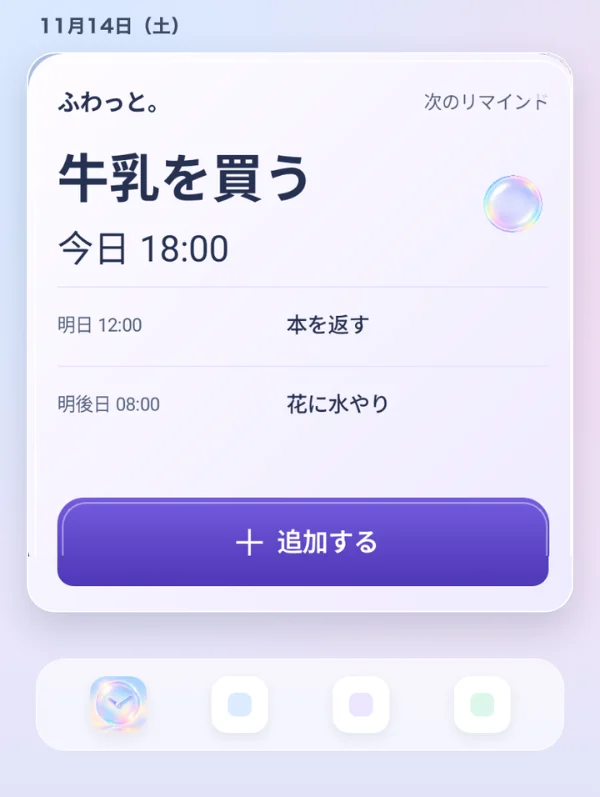 11月14日（土）
ふわっと。 次のリマインド
牛乳を買う
今日 18:00
明日 12:00 本を返す
明後日 08:00 花に水やり
＋ 追加する